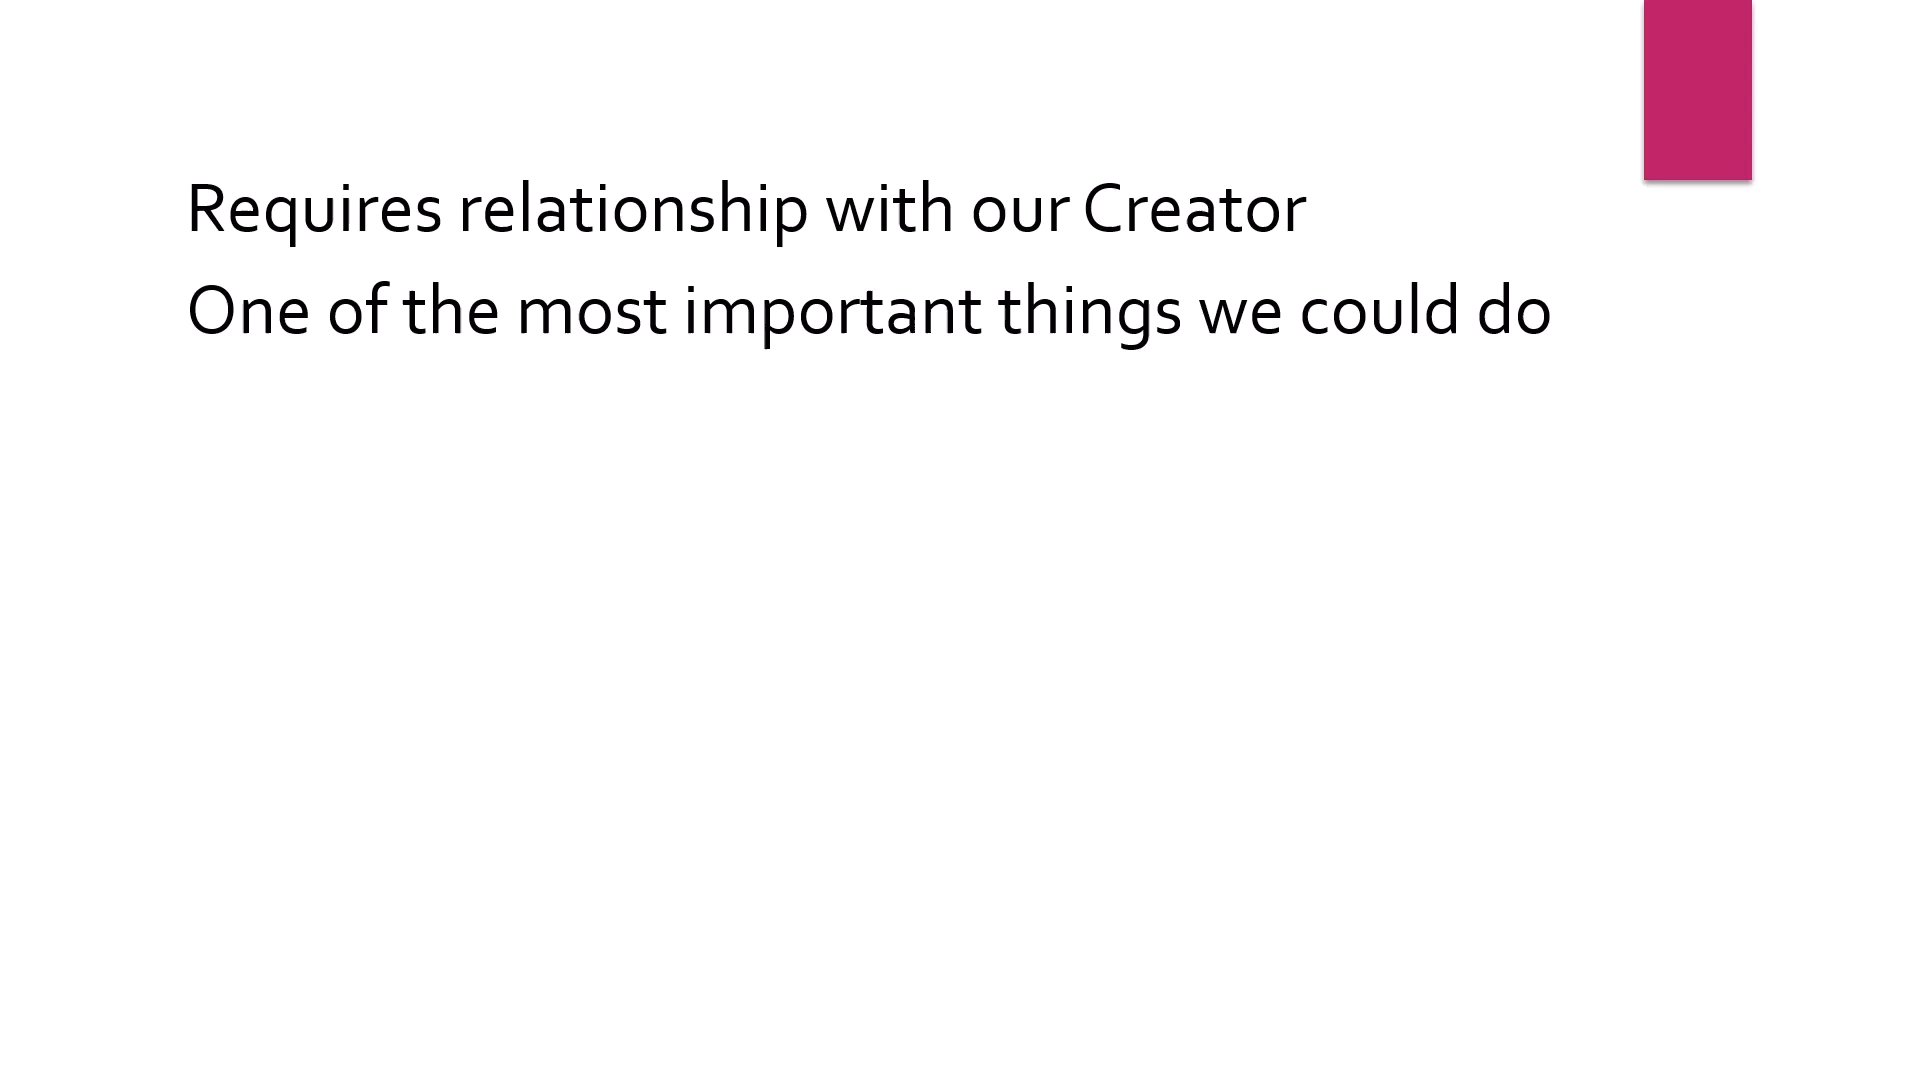 Requires relationship with our Creator
One of the most important things we could do